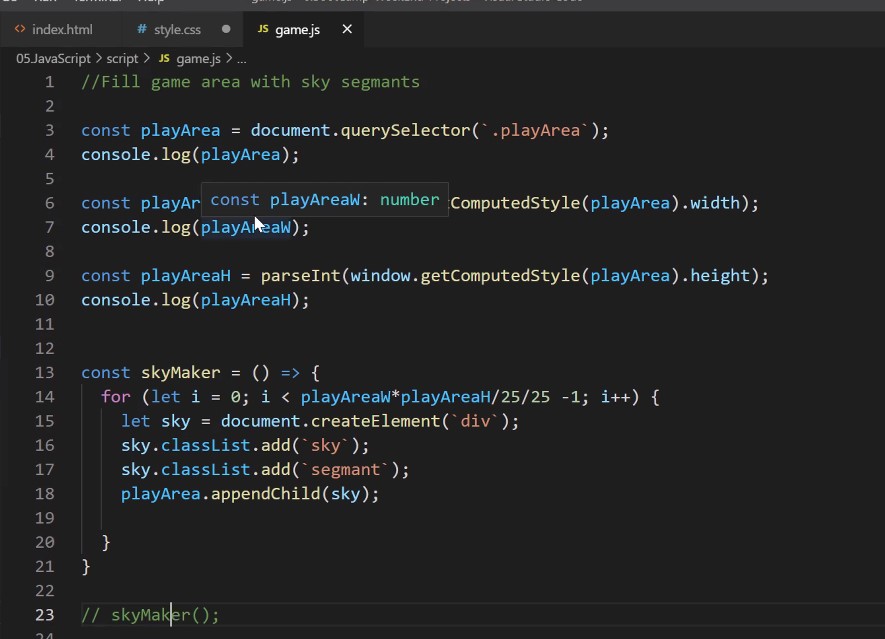 index.html # style.css JS game.js
05.JavaScript > script > JS game.js > ...
1 //Fill game area with sky segmants
2
3 const playArea = document.querySelector(`.playArea`);
4 console.log(playArea);
5
const playAreaW: number
6 const playAr :ComputedStyle(playArea).width);
7 console.log(playAreaW);
8
9 const playAreaH = parseInt(window.getComputedStyle(playArea).height);
10 console.log(playAreaH);
11
12
13 const skyMaker = () => {
14 for (let i = 0; i < playAreaW*playAreaH/25/25 -1; i++) {
15 let sky = document.createElement(`div`);
16 sky.classList.add(`sky`);
17 sky.classList.add(`segmant`);
18 playArea.appendChild(sky);
19
20 }
21 }
22
23 // skyMaker();
24